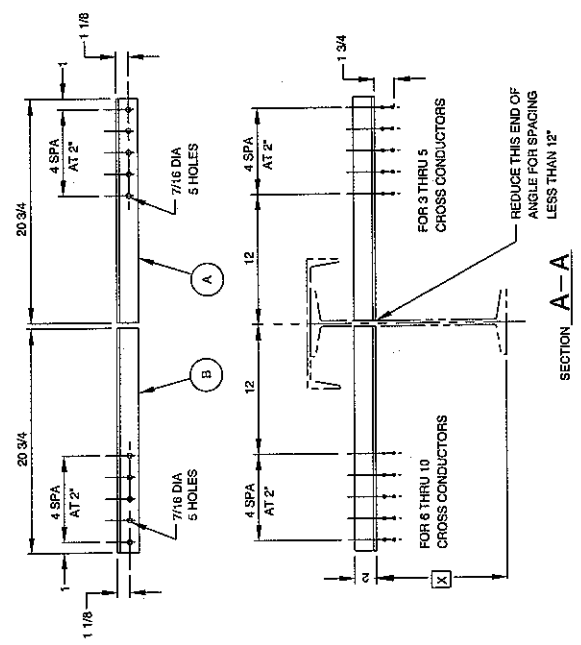 20 3/4
20 3/4
1
1
1 1/8
1 1/8
4 SPA
AT 2"
4 SPA
AT 2"
7/16 DIA
5 HOLES
7/16 DIA
5 HOLES
B
A
4 SPA
AT 2"
12
12
4 SPA
AT 2"
1 3/4
2
X
FOR 6 THRU 10
CROSS CONDUCTORS
FOR 3 THRU 5
CROSS CONDUCTORS
REDUCE THIS END OF
ANGLE FOR SPACING
LESS THAN 12"
SECTION A-A